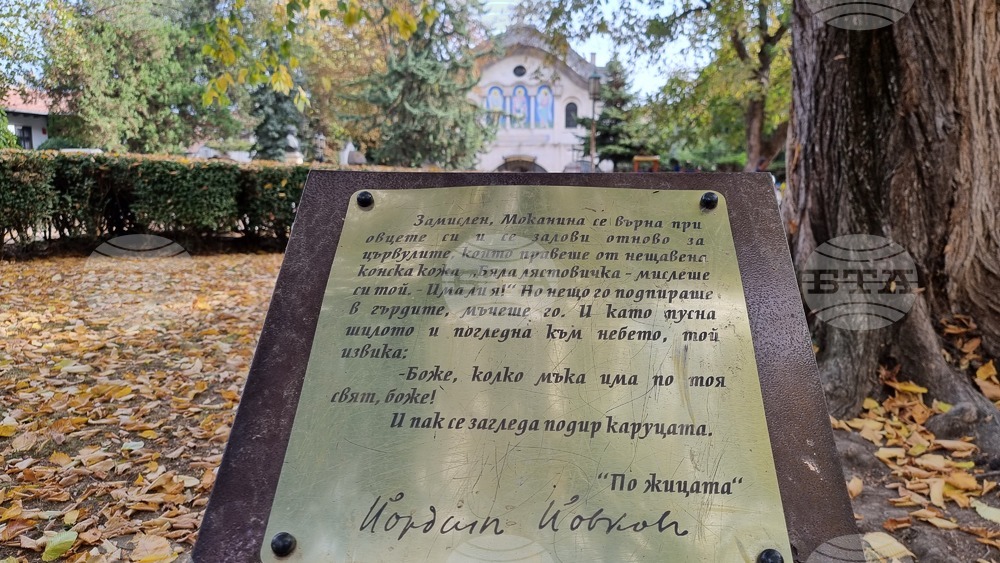 Замислен, Моканина се върна при
овцете си и се залови отново за
цървулите, които правеше от нещавена
конска кожа. „Бяла лястовичка - мислеше
си той. - Има ли я!“ Но нещо го подпираше
в гърдите, мъчеше го. И като пусна
шилото и погледна към небето, той
извика:
-Боже, колко мъка има по тоя
свят, боже!
И пак се загледа подир каруцата.
“По жицата“
Йордан Йовков
БТА